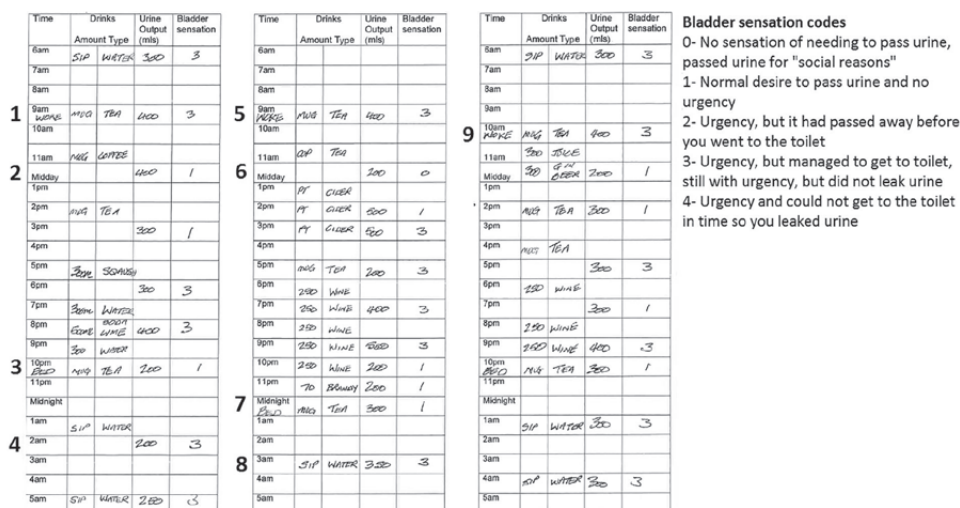 Time Drinks Urine Output (mls) Bladder sensation
Amount Type
6am SIP WATER 300 3
7am
8am
1 9am WOKE MUG TEA 400 3
10am
11am MUG COFFEE
2 Midday 400 1
1pm
2pm MUG TEA
3pm 300 1
4pm
5pm 300ml SQUASH
6pm 300 3
7pm 300ml WATER
8pm 500ml SODA LIME 400 3
9pm 300 WATER
3 10pm BED MUG TEA 200 1
11pm
Midnight
1am SIP WATER
4 2am 200 3
3am
4am
5am SIP WATER 250 3
Time Drinks Urine Output (mls) Bladder sensation
Amount Type
6am
7am
8am
5 9am WOKE MUG TEA 400 3
10am
11am CUP TEA
6 Midday 200 0
1pm PT CIDER
2pm PT CIDER 500 1
3pm PT CIDER 500 3
4pm
5pm MUG TEA 200 3
6pm 250 WINE
7pm 250 WINE 400 3
8pm 250 WINE
9pm 250 WINE 3
10pm 250 WINE 200 1
11pm 70 BRANDY 200 1
7 Midnight BED MUG TEA 300 1
1am
2am
8 3am SIP WATER 350 3
4am
5am
Time Drinks Urine Output (mls) Bladder sensation
Amount Type
6am SIP WATER 300 3
7am
8am
9am
9 10am WOKE MUG TEA 400 3
11am 300 JUICE
Midday 300 BEER 200 1
1pm
2pm MUG TEA 300 1
3pm
4pm MUG TEA
5pm 300 3
6pm 250 WINE
7pm 300 1
8pm 250 WINE
9pm 250 WINE 400 3
10pm BED MUG TEA 350 1
11pm
Midnight
1am SIP WATER 300 3
2am
3am
4am SIP WATER 300 3
5am
Bladder sensation codes
0- No sensation of needing to pass urine,
passed urine for "social reasons"
1- Normal desire to pass urine and no
urgency
2- Urgency, but it had passed away before
you went to the toilet
3- Urgency, but managed to get to toilet,
still with urgency, but did not leak urine
4- Urgency and could not get to the toilet
in time so you leaked urine